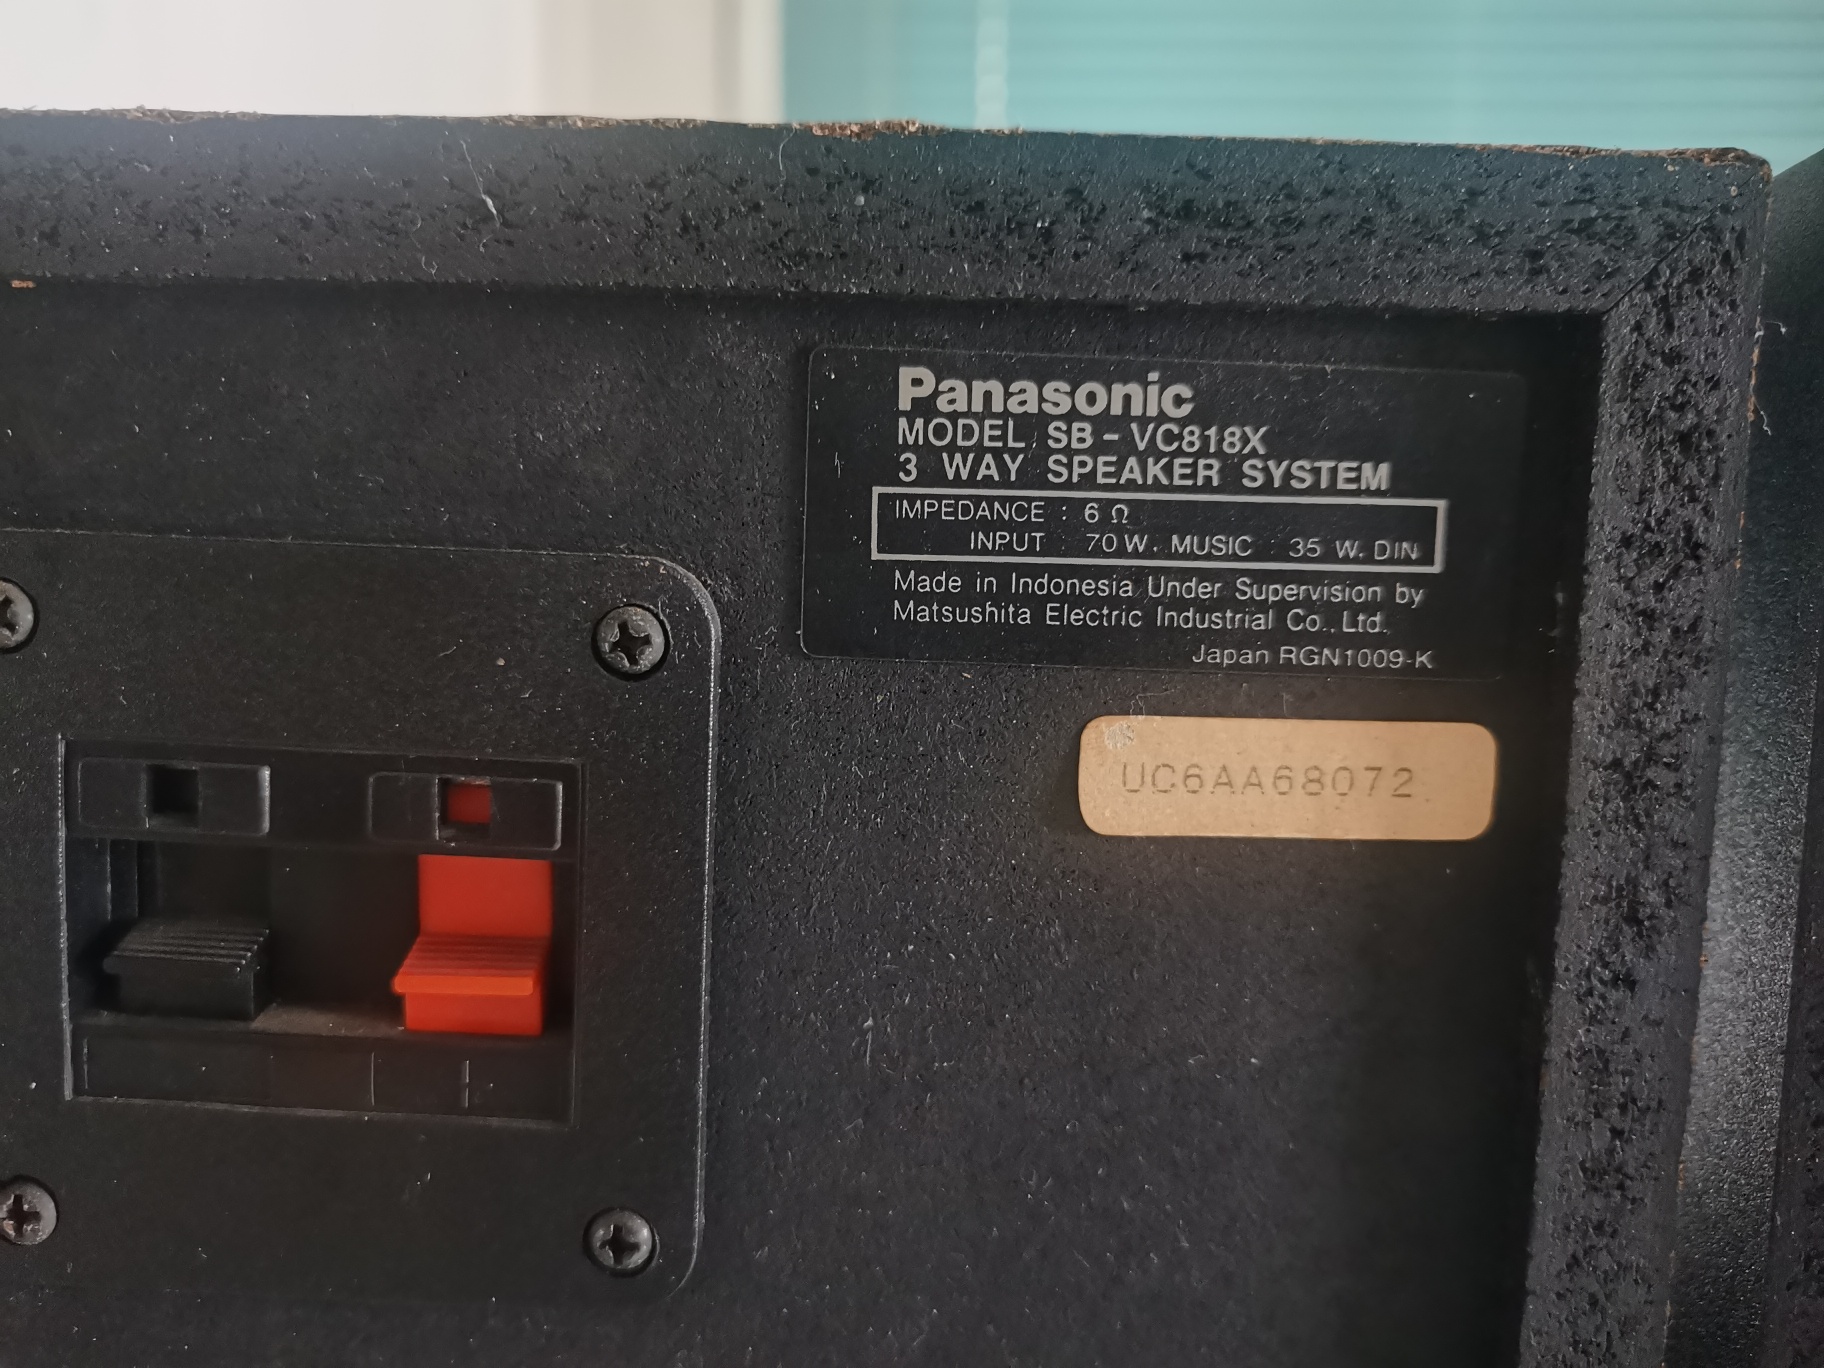 Panasonic
MODEL SB - VC818X
3 WAY SPEAKER SYSTEM
IMPEDANCE : 6 Ω
INPUT : 70 W. MUSIC : 35 W. DIN
Made in Indonesia Under Supervision by
Matsushita Electric Industrial Co., Ltd.
Japan RGN1009-K
UC6AA68072